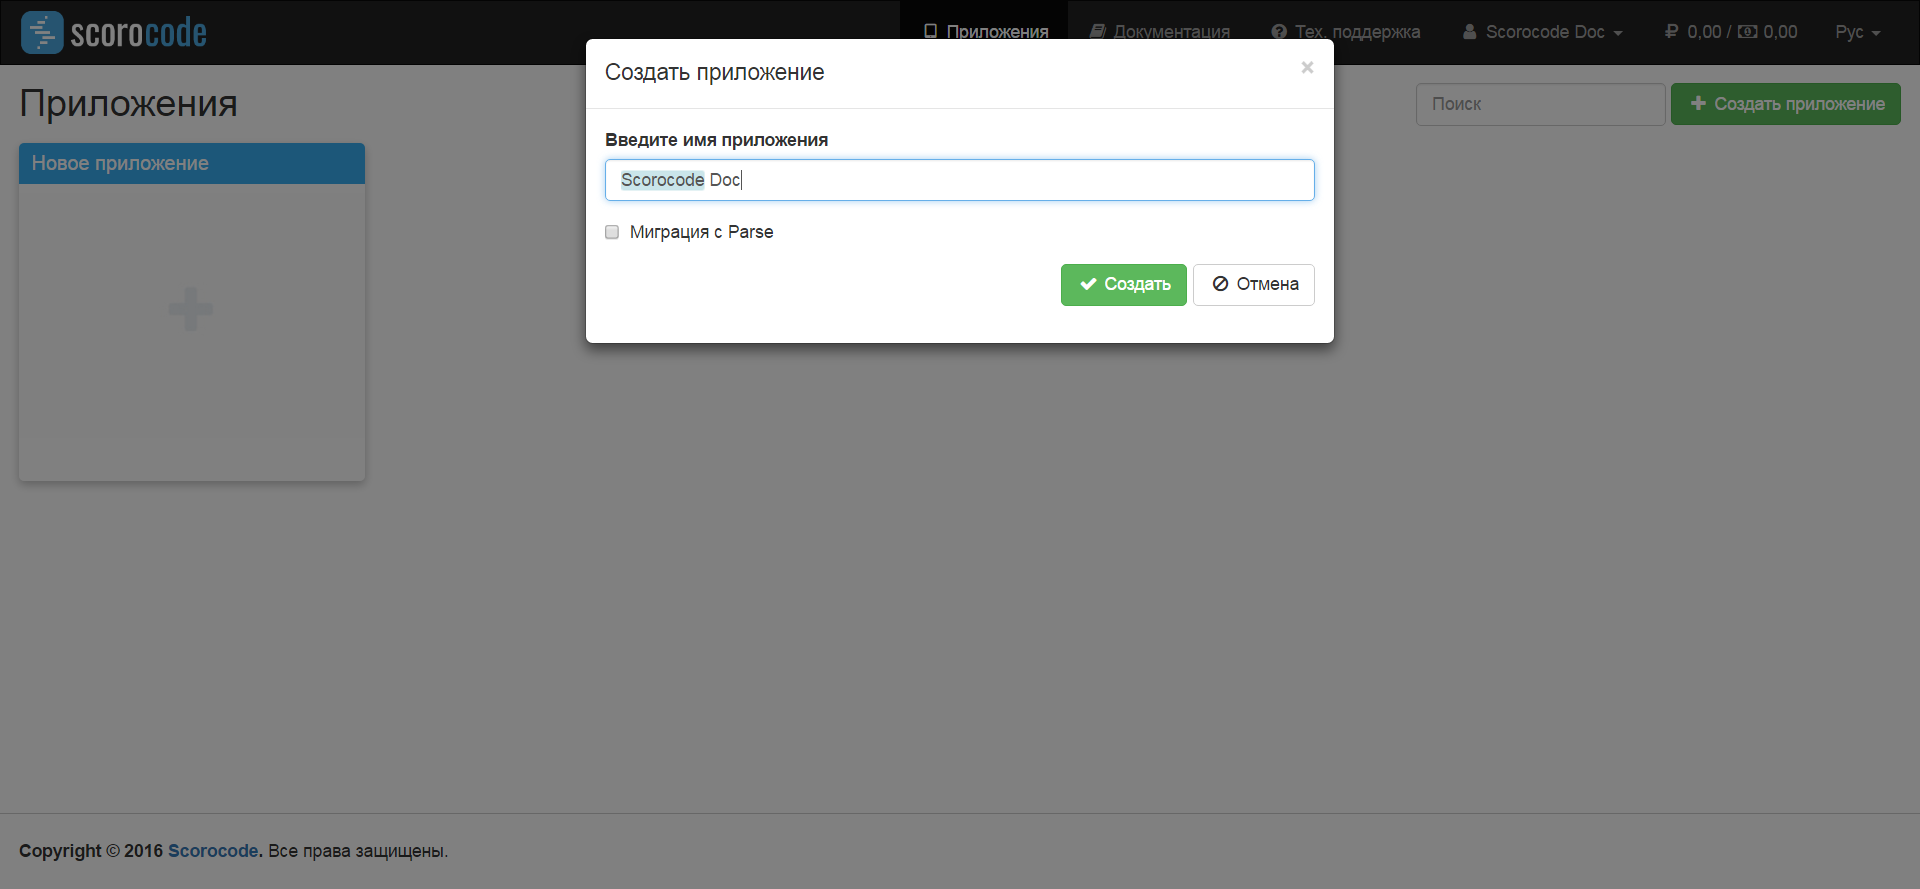 scorocode
Приложения
Документация
Тех. поддержка
Scorocode Doc
0,00 / 0,00
Рус
Приложения
Поиск
Создать приложение
Новое приложение
Создать приложение
×
Введите имя приложения
Scorocode Doc
Миграция с Parse
Создать
Отмена
Copyright © 2016 Scorocode. Все права защищены.